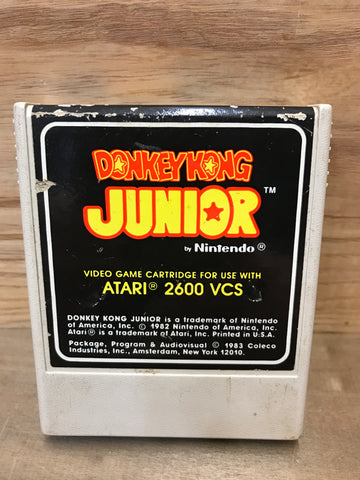 DONKEY KONG
JUNIOR™
by Nintendo®
VIDEO GAME CARTRIDGE FOR USE WITH
ATARI® 2600 VCS
DONKEY KONG JUNIOR is a trademark of Nintendo
of America, Inc. © 1982 Nintendo of America, Inc.
Atari® is a trademark of Atari, Inc. Printed in U.S.A.
Package, Program & Audiovisual © 1983 Coleco
Industries, Inc., Amsterdam, New York 12010.